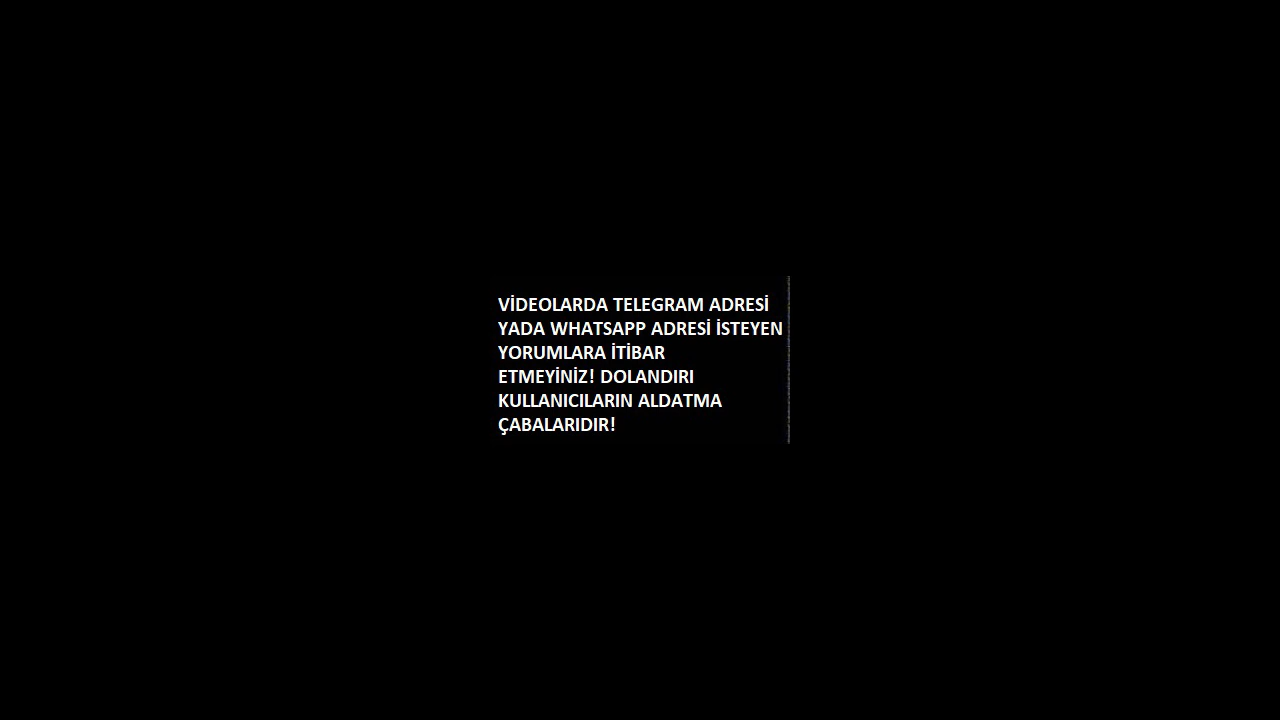 VİDEOLARDA TELEGRAM ADRESİ
YADA WHATSAPP ADRESİ İSTEYEN
YORUMLARA İTİBAR
ETMEYİNİZ! DOLANDIRI
KULLANICILARIN ALDATMA
ÇABALARIDIR!